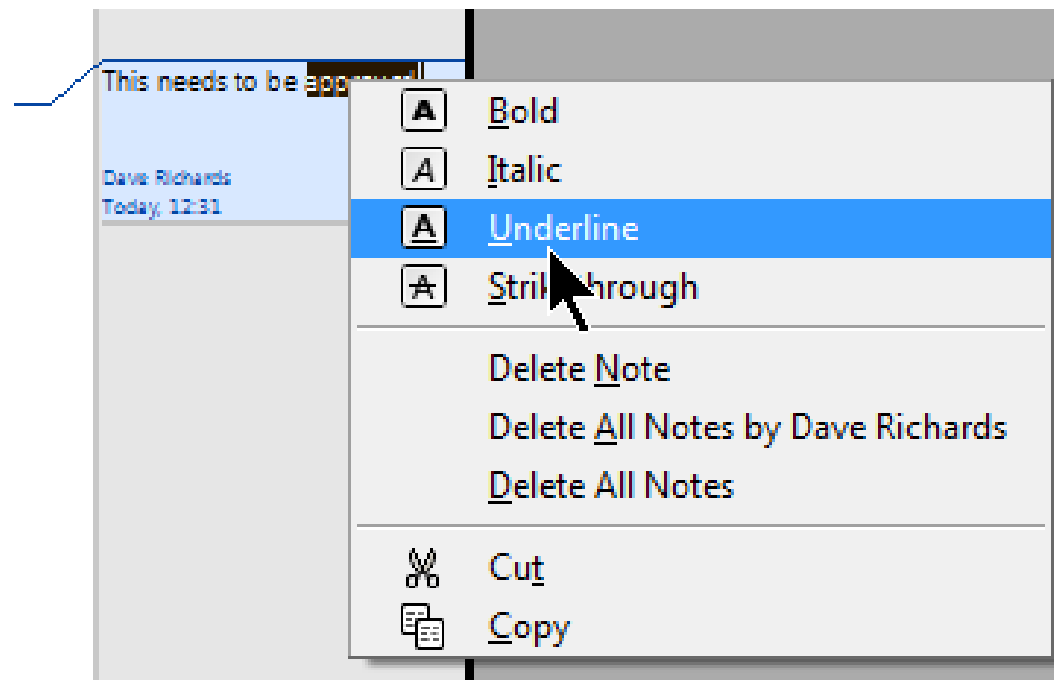 This needs to be
Dave Richards
Today, 12:31
Bold
Italic
Underline
Delete Note
Delete All Notes by Dave Richards
Delete All Notes
Cut
Copy